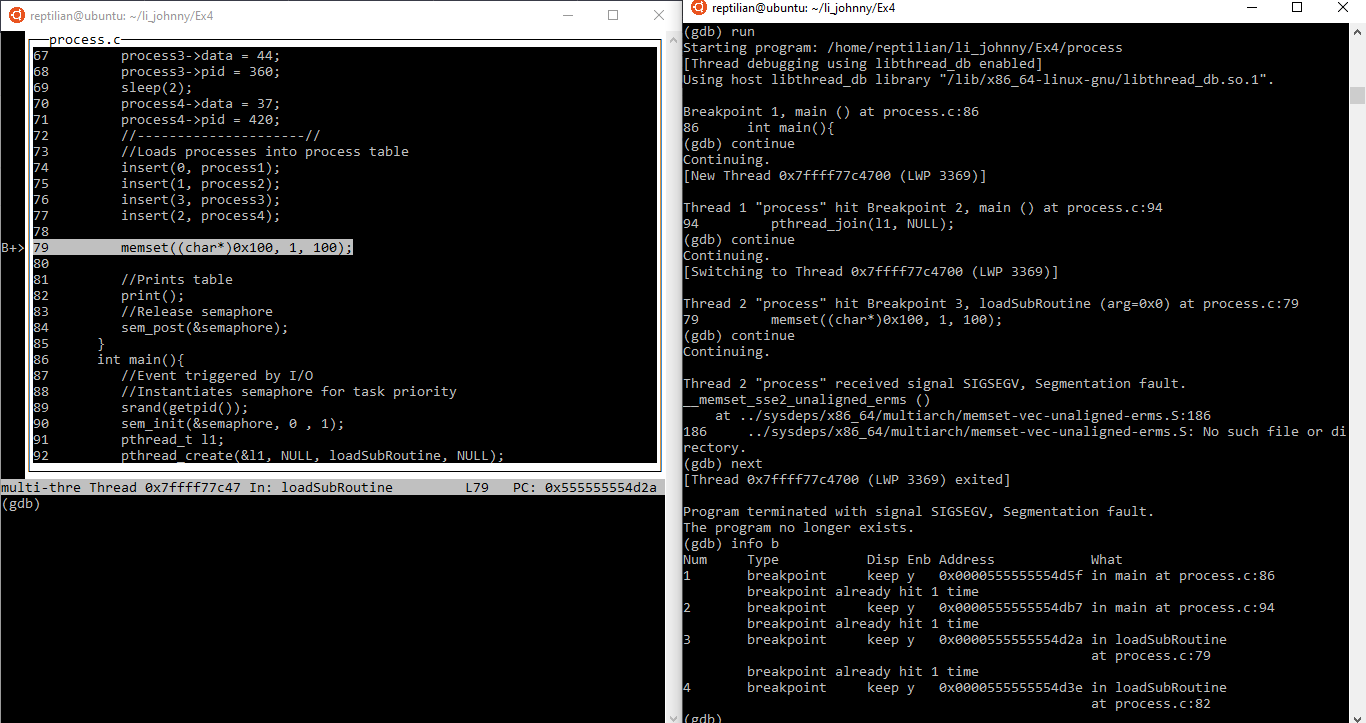 reptilian@ubuntu: ~/li_johnny/Ex4
process.c
67 process3->data = 44;
68 process3->pid = 360;
69 sleep(2);
70 process4->data = 37;
71 process4->pid = 420;
72 //---------------------//
73 //Loads processes into process table
74 insert(0, process1);
75 insert(1, process2);
76 insert(3, process3);
77 insert(2, process4);
78
B+> 79 memset((char*)0x100, 1, 100);
80
81 //Prints table
82 print();
83 //Release semaphore
84 sem_post(&semaphore);
85 }
86 int main(){
87 //Event triggered by I/O
88 //Instantiates semaphore for task priority
89 srand(getpid());
90 sem_init(&semaphore, 0 , 1);
91 pthread_t l1;
92 pthread_create(&l1, NULL, loadSubRoutine, NULL);
multi-thre Thread 0x7ffff77c47 In: loadSubRoutine L79 PC: 0x555555554d2a
(gdb)
reptilian@ubuntu: ~/li_johnny/Ex4
(gdb) run
Starting program: /home/reptilian/li_johnny/Ex4/process
[Thread debugging using libthread_db enabled]
Using host libthread_db library "/lib/x86_64-linux-gnu/libthread_db.so.1".
Breakpoint 1, main () at process.c:86
86 int main(){
(gdb) continue
Continuing.
[New Thread 0x7ffff77c4700 (LWP 3369)]
Thread 1 "process" hit Breakpoint 2, main () at process.c:94
94 pthread_join(l1, NULL);
(gdb) continue
Continuing.
[Switching to Thread 0x7ffff77c4700 (LWP 3369)]
Thread 2 "process" hit Breakpoint 3, loadSubRoutine (arg=0x0) at process.c:79
79 memset((char*)0x100, 1, 100);
(gdb) continue
Continuing.
Thread 2 "process" received signal SIGSEGV, Segmentation fault.
__memset_sse2_unaligned_erms ()
at ../sysdeps/x86_64/multiarch/memset-vec-unaligned-erms.S:186
186 ../sysdeps/x86_64/multiarch/memset-vec-unaligned-erms.S: No such file or di
rectory.
(gdb) next
[Thread 0x7ffff77c4700 (LWP 3369) exited]
Program terminated with signal SIGSEGV, Segmentation fault.
The program no longer exists.
(gdb) info b
Num Type Disp Enb Address What
1 breakpoint keep y 0x0000555555554d5f in main at process.c:86
breakpoint already hit 1 time
2 breakpoint keep y 0x0000555555554db7 in main at process.c:94
breakpoint already hit 1 time
3 breakpoint keep y 0x0000555555554d2a in loadSubRoutine
at process.c:79
breakpoint already hit 1 time
4 breakpoint keep y 0x0000555555554d3e in loadSubRoutine
at process.c:82
(gdb)